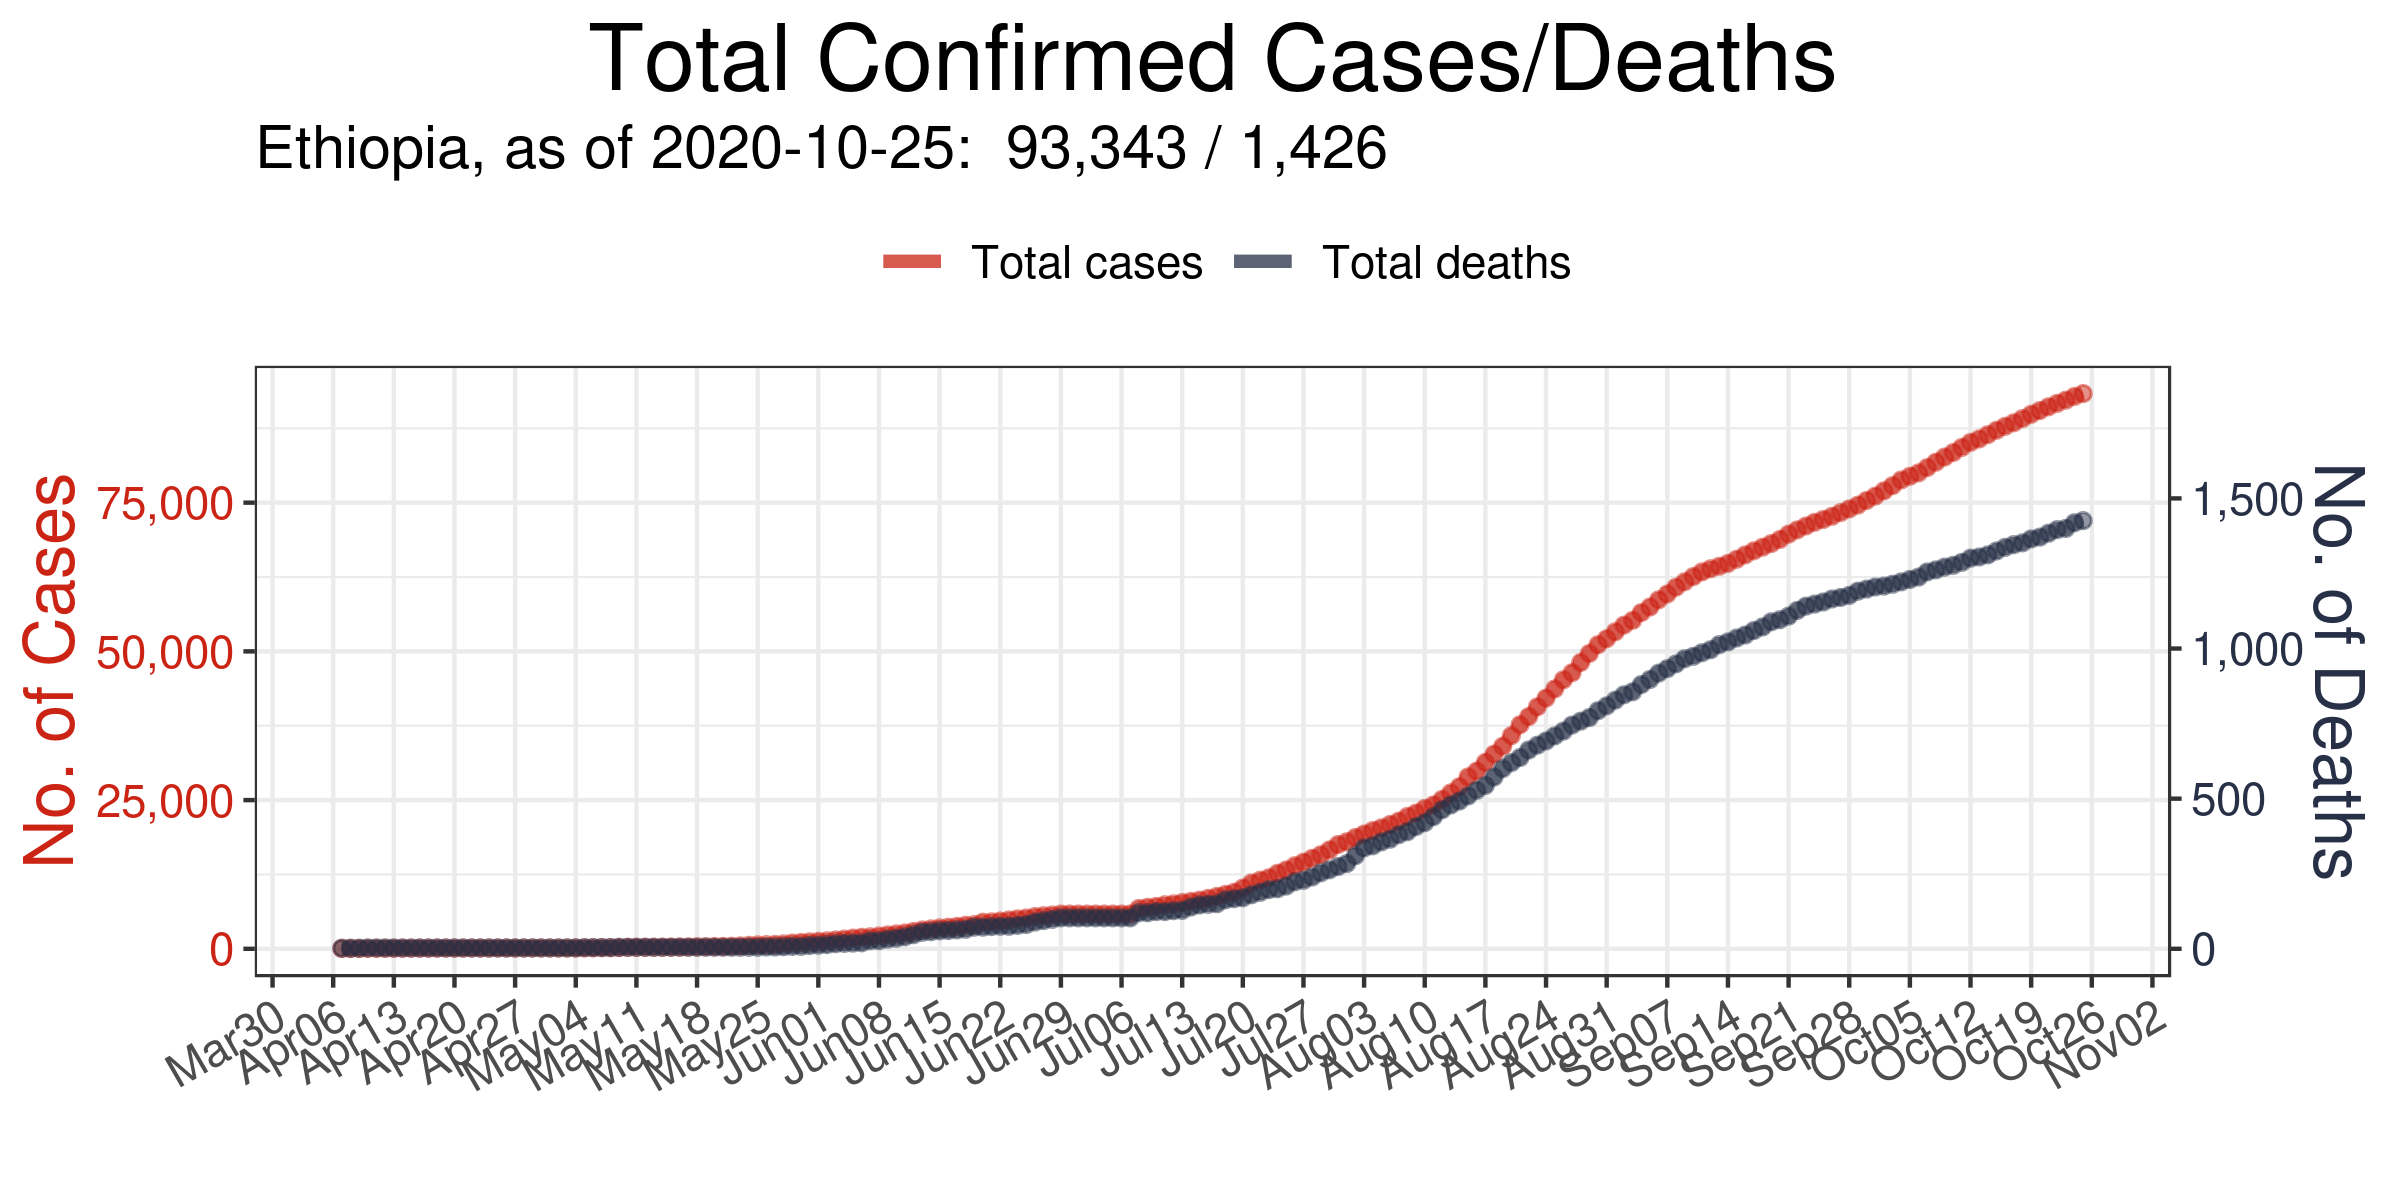 Total Confirmed Cases/Deaths
Ethiopia, as of 2020-10-25:  93,343 / 1,426
Total cases
Total deaths
No. of Cases
75,000
50,000
25,000
0
1,500
1,000
500
0
No. of Deaths
Mar30
Apr06
Apr13
Apr20
Apr27
May04
May11
May18
May25
Jun01
Jun08
Jun15
Jun22
Jun29
Jul06
Jul13
Jul20
Jul27
Aug03
Aug10
Aug17
Aug24
Aug31
Sep07
Sep14
Sep21
Sep28
Oct05
Oct12
Oct19
Oct26
Nov02